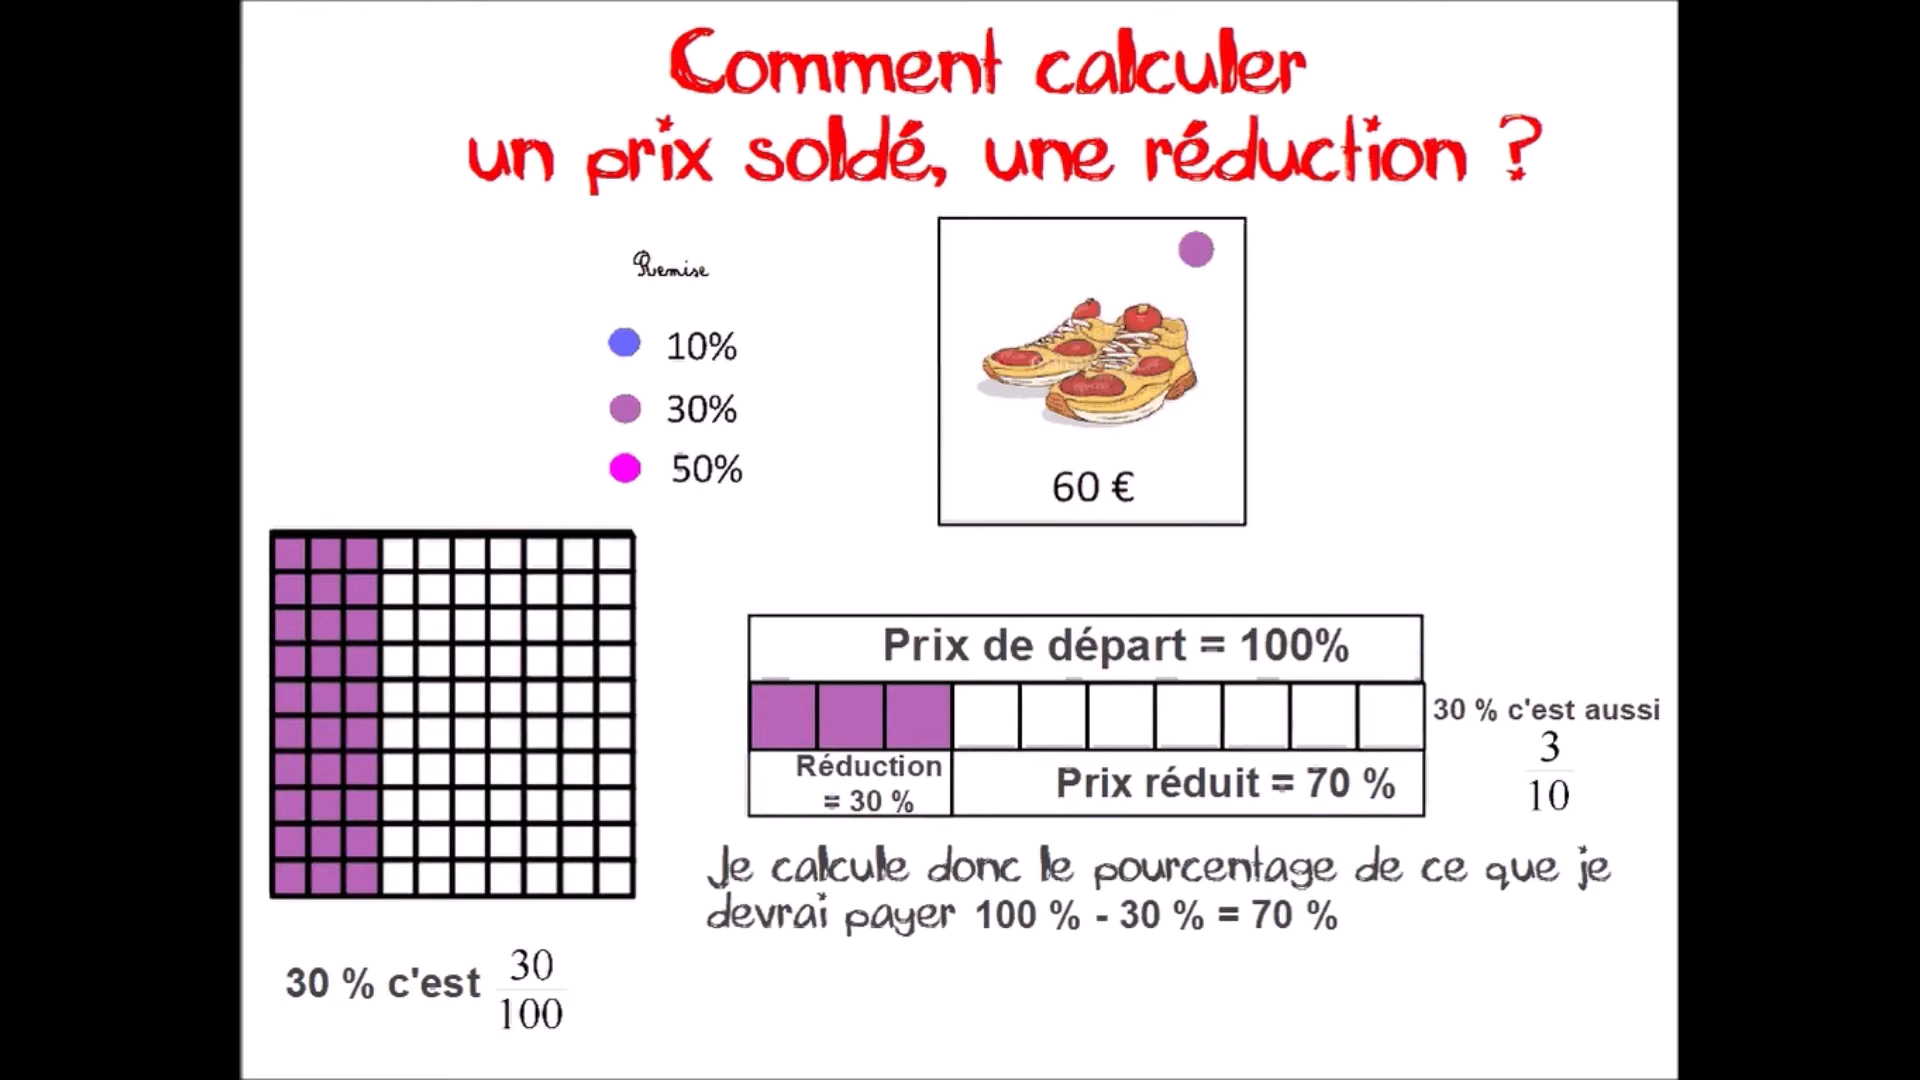 Comment calculer
un prix soldé, une réduction ?
Remise
10%
30%
50%
60 €
Prix de départ = 100%
Réduction
= 30 %
Prix réduit = 70 %
30 % c'est aussi
3
10
Je calcule donc le pourcentage de ce que je
devrai payer 100 % - 30 % = 70 %
30 % c'est 30
100